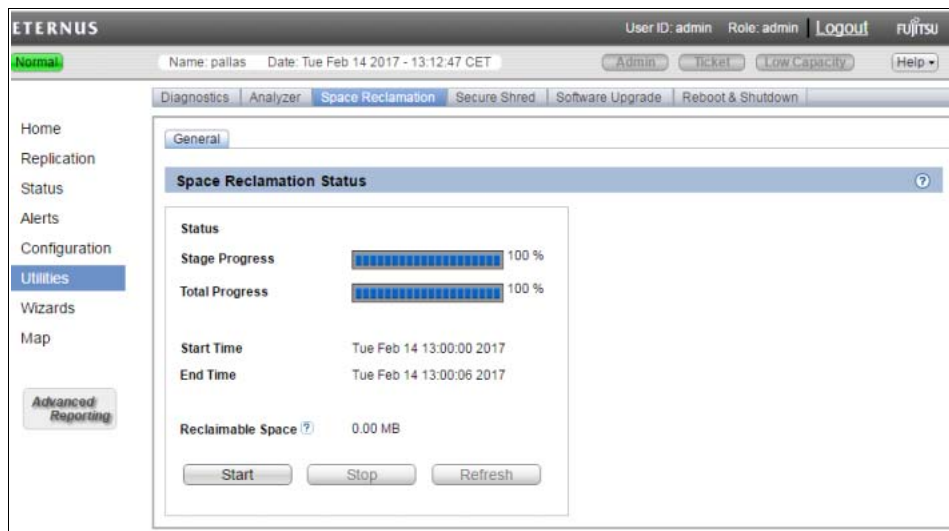 ETERNUS User ID: admin Role: admin Logout FUJITSU
Normal Name: pallas Date: Tue Feb 14 2017 - 13:12:47 CET Admin Ticket Low Capacity Help
Diagnostics Analyzer Space Reclamation Secure Shred Software Upgrade Reboot & Shutdown
Home
Replication
Status
Alerts
Configuration
Utilities
Wizards
Map
Advanced
Reporting
General
Space Reclamation Status ?
Status
Stage Progress 100 %
Total Progress 100 %
Start Time Tue Feb 14 13:00:00 2017
End Time Tue Feb 14 13:00:06 2017
Reclaimable Space ? 0.00 MB
Start Stop Refresh